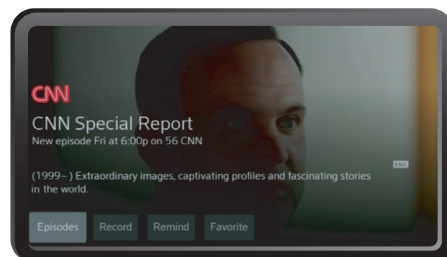 CNN
CNN Special Report
New episode Fri at 6:00p on 56 CNN
CNN
(1999– ) Extraordinary images, captivating profiles and fascinating stories
in the world.
Episodes Record Remind Favorite